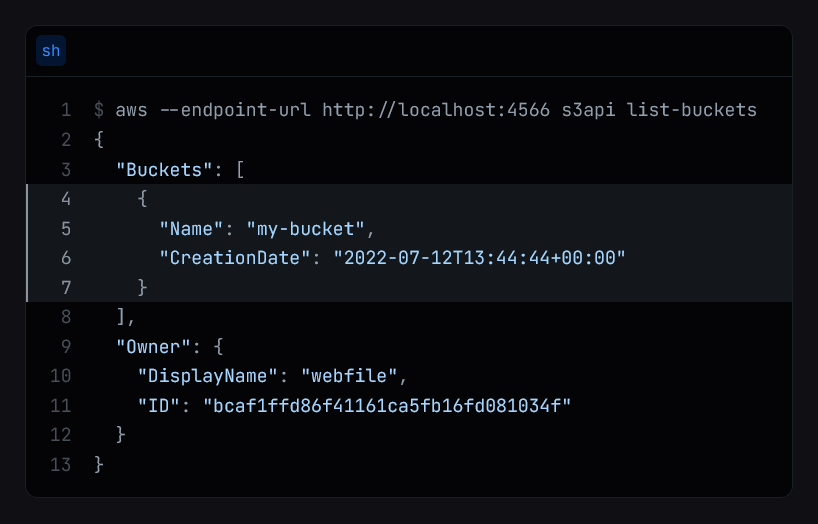 sh
1 $ aws --endpoint-url http://localhost:4566 s3api list-buckets
2 {
3   "Buckets": [
4     {
5       "Name": "my-bucket",
6       "CreationDate": "2022-07-12T13:44:44+00:00"
7     }
8   ],
9   "Owner": {
10     "DisplayName": "webfile",
11     "ID": "bcaf1ffd86f41161ca5fb16fd081034f"
12   }
13 }